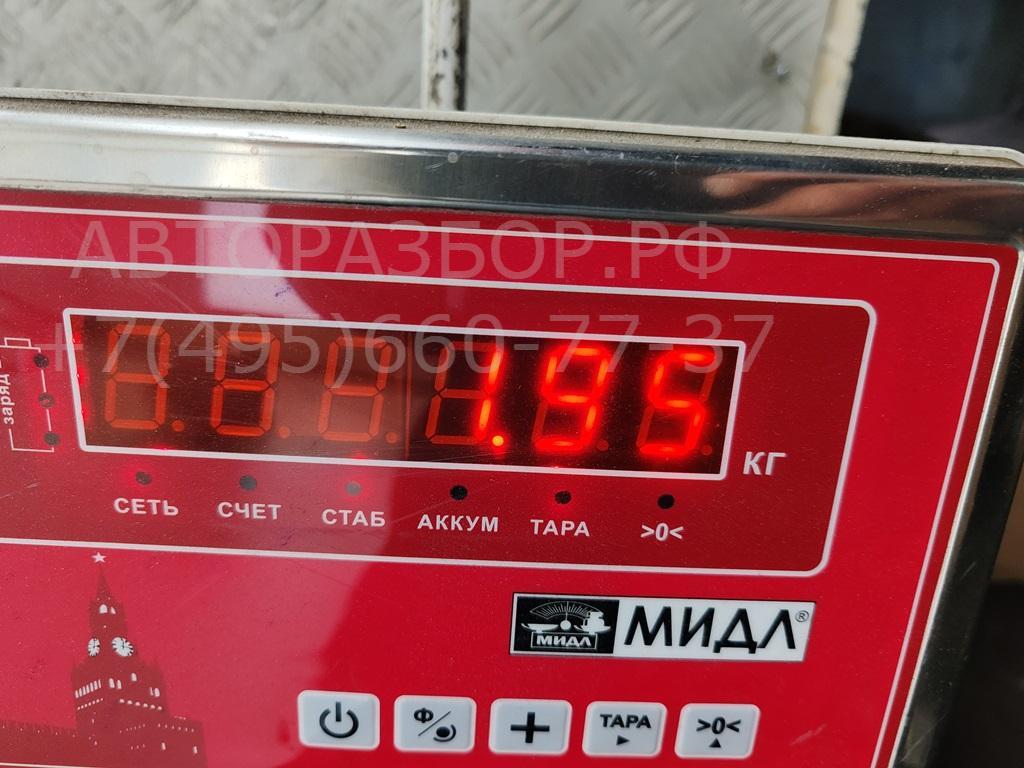 АВТОРАЗБОР.РФ
+7(495)660-77-37
заряд
1.95
КГ
СЕТЬ СЧЕТ СТАБ АККУМ ТАРА >0<
МИДЛ МИДЛ®
Ф ТАРА >0<